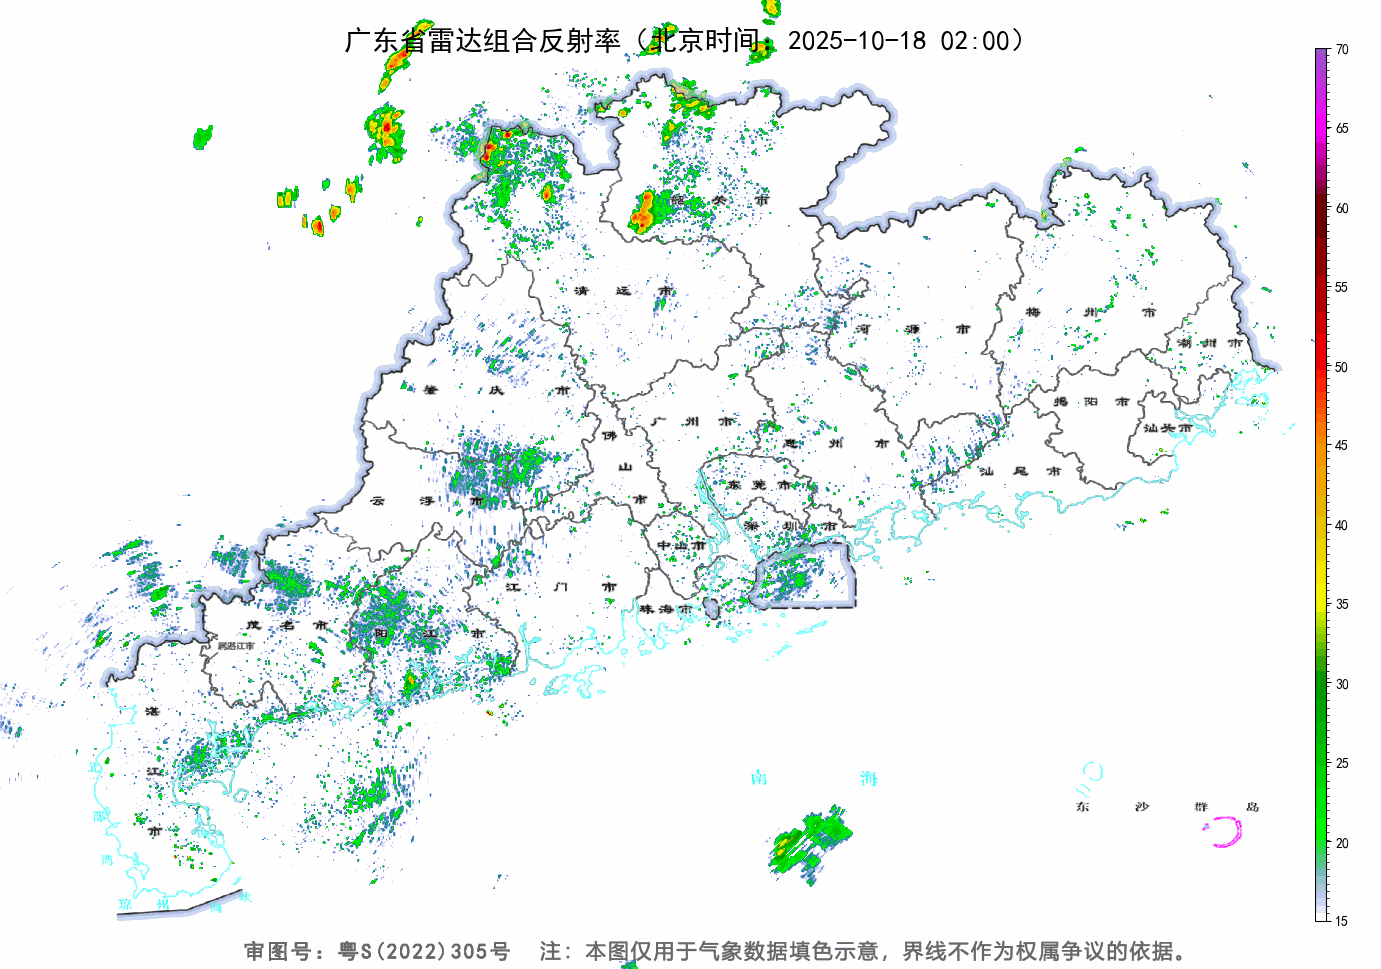 广东省雷达组合反射率（北京时间：2025-10-18 02:00）
70
65
60
55
50
45
40
35
30
25
20
15
韶关市
清远市
河源市
梅州市
潮州市
肇庆市
揭阳市
广州市
汕头市
佛山市
惠州市
汕尾市
云浮市
东莞市
深圳市
中山市
江门市
珠海市
茂名市
阳江市
属湛江市
湛江市
北部湾
南海
东沙群岛
琼州海峡
审图号：粤S(2022)305号 注：本图仅用于气象数据填色示意，界线不作为权属争议的依据。